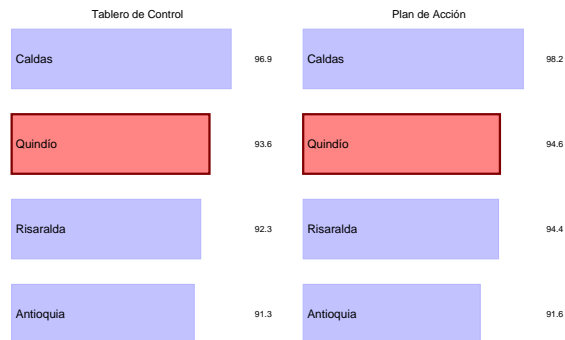 Tablero de Control
Plan de Acción
Caldas 96.9
Caldas 98.2
Quindío 93.6
Quindío 94.6
Risaralda 92.3
Risaralda 94.4
Antioquia 91.3
Antioquia 91.6